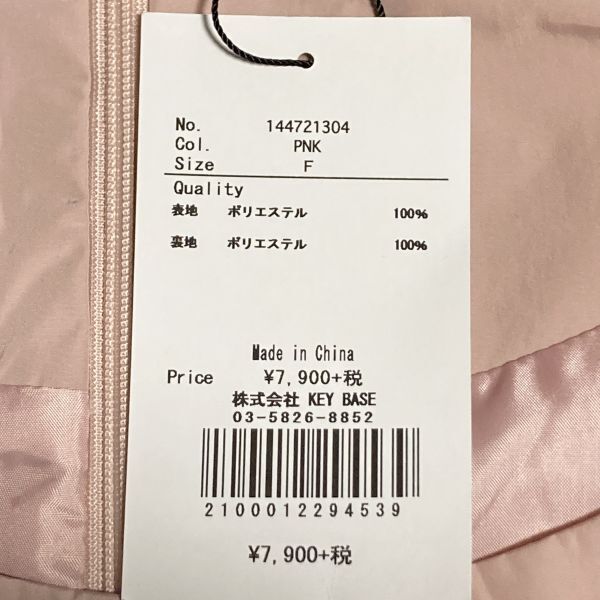 No. 144721304
Col. PNK
Size F
Quality
表地 ポリエステル 100%
裏地 ポリエステル 100%
Made in China
Price ¥7,900+税
株式会社 KEY BASE
03-5826-8852
2100012294539
¥7,900+税